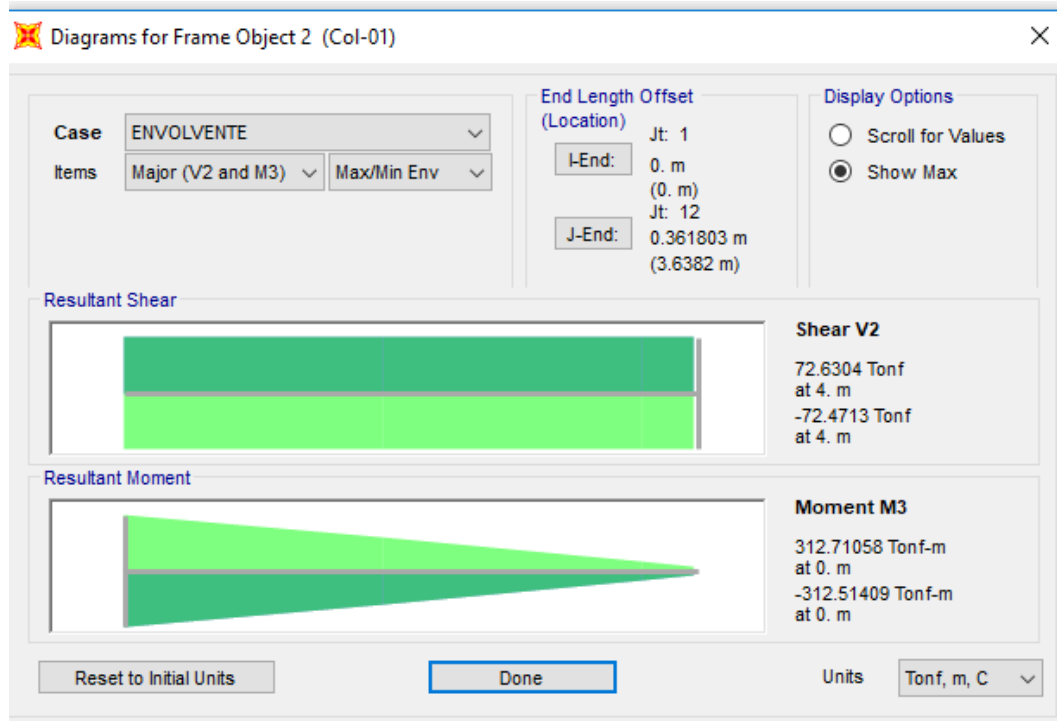 Diagrams for Frame Object 2 (Col-01)
Case ENVOLVENTE
Items Major (V2 and M3) Max/Min Env
End Length Offset
(Location)
I-End:
Jt: 1
0. m
(0. m)
J-End:
Jt: 12
0.361803 m
(3.6382 m)
Display Options
Scroll for Values
Show Max
Resultant Shear
Shear V2
72.6304 Tonf
at 4. m
-72.4713 Tonf
at 4. m
Resultant Moment
Moment M3
312.71058 Tonf-m
at 0. m
-312.51409 Tonf-m
at 0. m
Reset to Initial Units
Done
Units Tonf, m, C